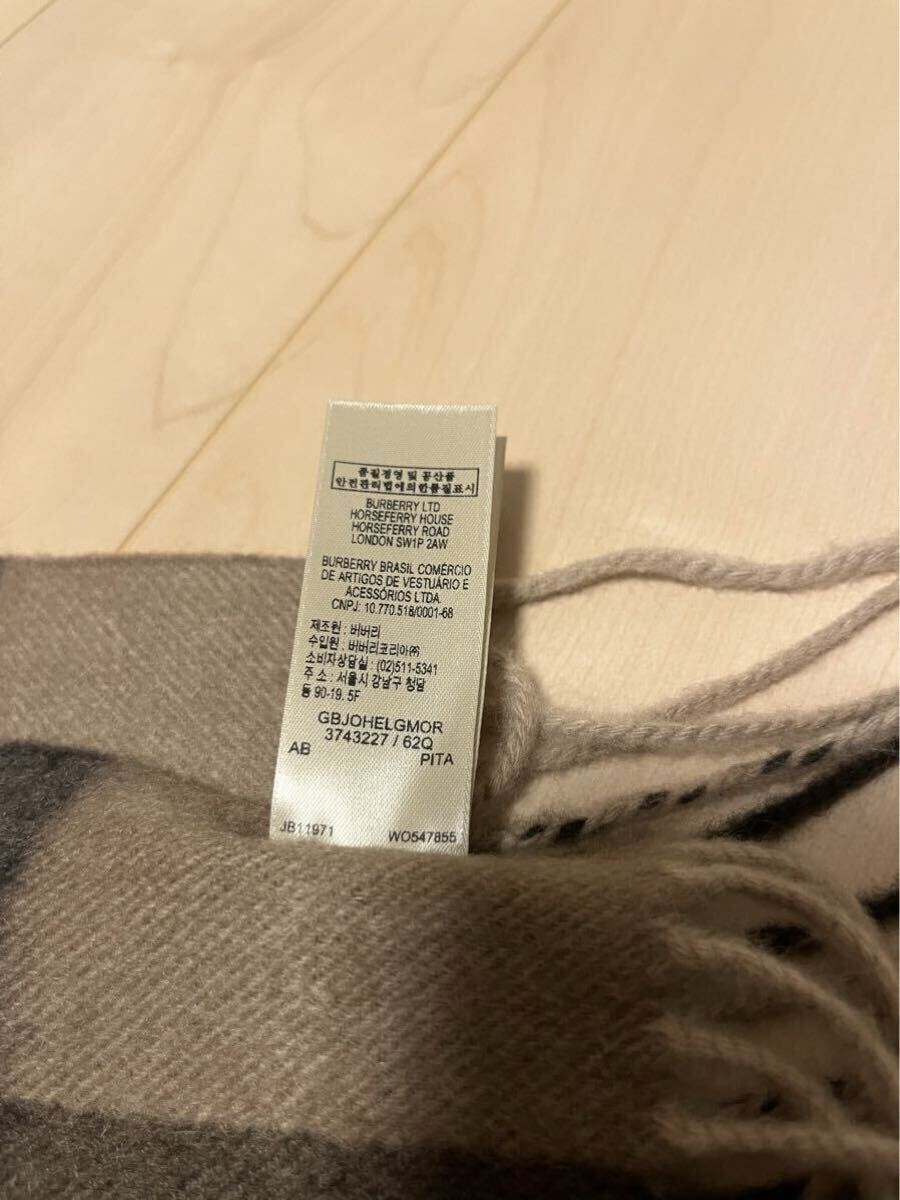 품질경영 및 공산품
안전관리법에의한품질표시
BURBERRY LTD
HORSEFERRY HOUSE
HORSEFERRY ROAD
LONDON SW1P 2AW
BURBERRY BRASIL COMÉRCIO
DE ARTIGOS DE VESTUÁRIO E
ACESSÓRIOS LTDA
CNPJ: 10.770.518/0001-68
제조원 : 버버리
수입원 : 버버리코리아㈜
소비자상담실 : (02)511-5341
주 소 : 서울시 강남구 청담
동 90-19. 5F
GBJOHELGMOR
3743227 / 62Q
AB PITA
JB11971 WO547855